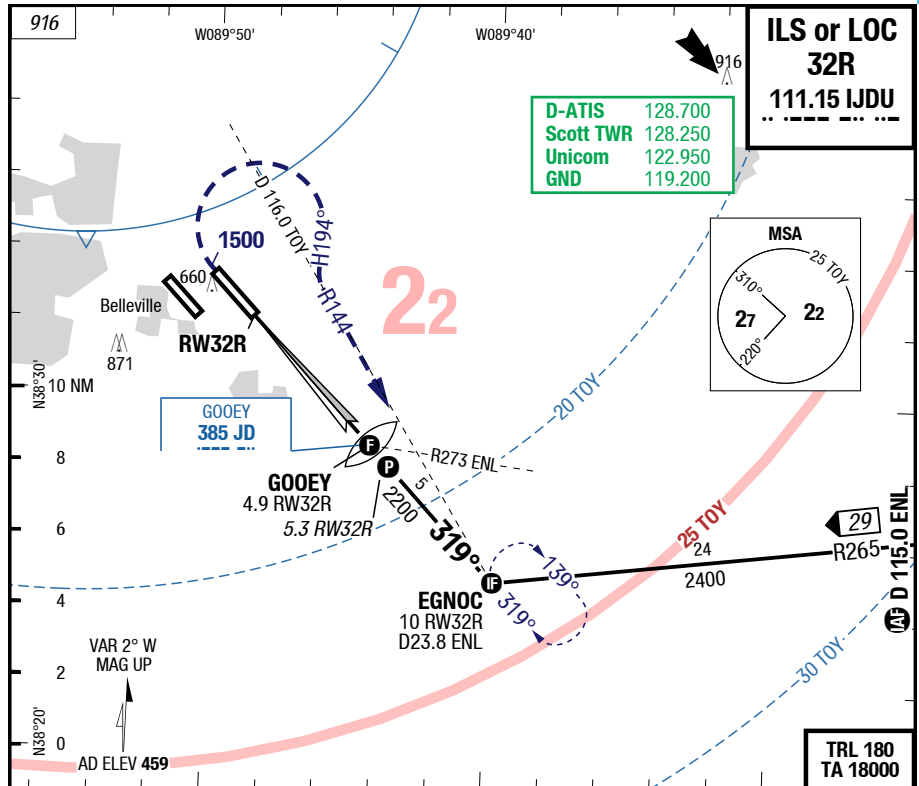 916
W089°50'
W089°40'
916
ILS or LOC
32R
111.15 IJDU
D-ATIS 128.700
Scott TWR 128.250
Unicom 122.950
GND 119.200
MSA
25 TOY
310°
27
22
220°
D 116.0 TOY
H194°
R144
1500
22
660
Belleville
RW32R
871
N38°30'
10 NM
GOOEY
385 JD
20 TOY
8
F
R273 ENL
GOOEY
4.9 RW32R
P
5
2200
5.3 RW32R
6
319°
25 TOY
29
24
R265
2400
IAF D 115.0 ENL
IF
139°
319°
4
EGNOC
10 RW32R
D23.8 ENL
VAR 2° W
MAG UP
2
30 TOY
N38°20'
0
AD ELEV 459
TRL 180
TA 18000